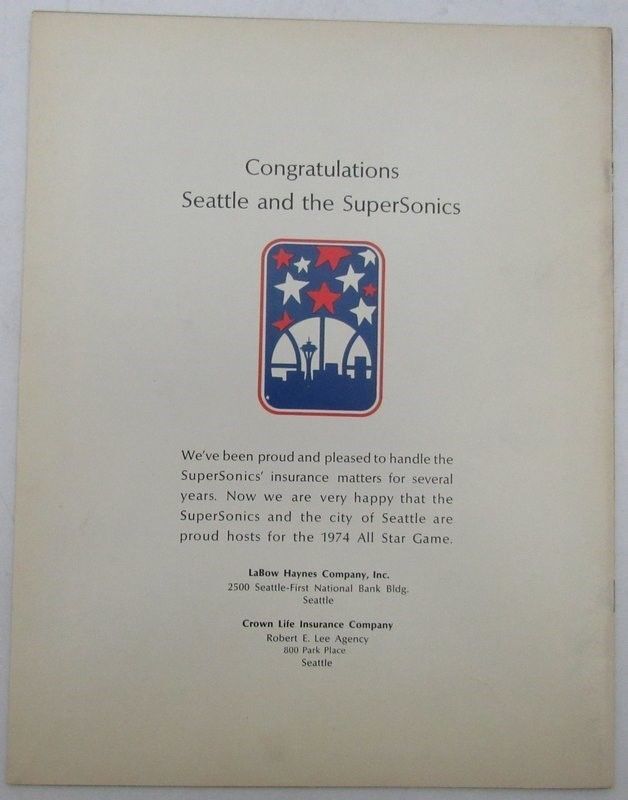 Congratulations
Seattle and the SuperSonics
We've been proud and pleased to handle the
SuperSonics' insurance matters for several
years. Now we are very happy that the
SuperSonics and the city of Seattle are
proud hosts for the 1974 All Star Game.
LaBow Haynes Company, Inc.
2500 Seattle-First National Bank Bldg.
Seattle
Crown Life Insurance Company
Robert E. Lee Agency
800 Park Place
Seattle